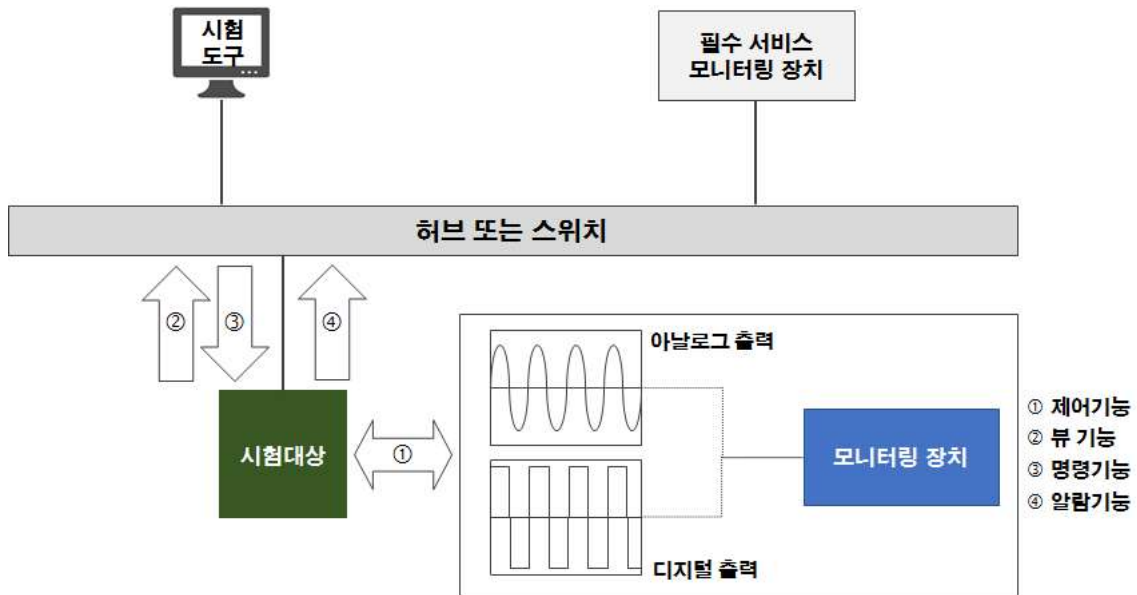 시험
도구
필수 서비스
모니터링 장치
허브 또는 스위치
②
③
④
시험대상
①
아날로그 출력
디지털 출력
모니터링 장치
① 제어기능
② 뷰 기능
③ 명령기능
④ 알람기능